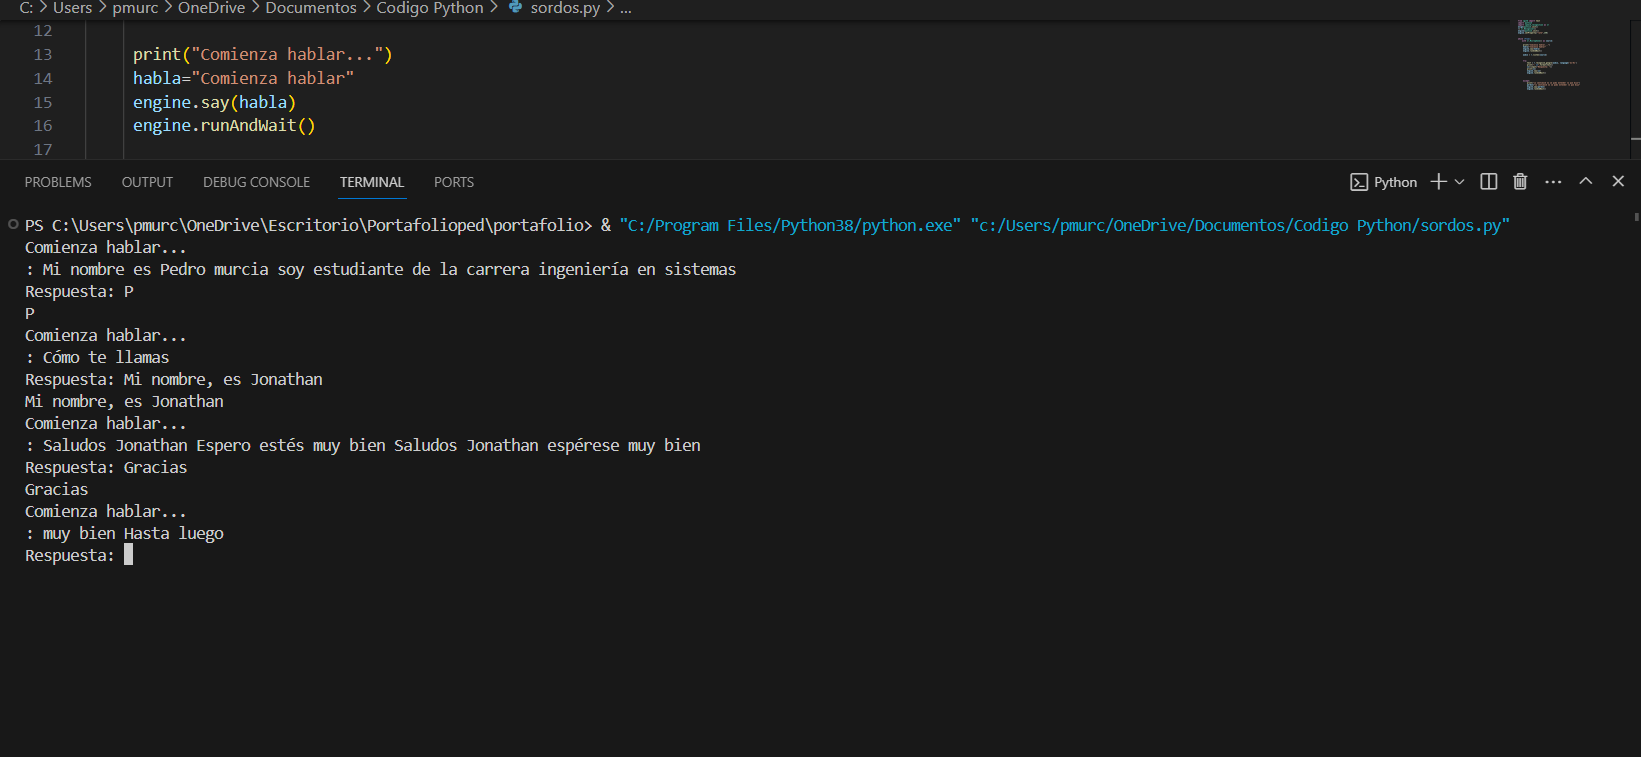 C: > Users > pmurc > OneDrive > Documentos > Codigo Python > sordos.py > ...
12
13 print("Comienza hablar...")
14 habla="Comienza hablar"
15 engine.say(habla)
16 engine.runAndWait()
17
PROBLEMS OUTPUT DEBUG CONSOLE TERMINAL PORTS Python
PS C:\Users\pmurc\OneDrive\Escritorio\Portafolioped\portafolio> & "C:/Program Files/Python38/python.exe" "c:/Users/pmurc/OneDrive/Documentos/Codigo Python/sordos.py"
Comienza hablar...
: Mi nombre es Pedro murcia soy estudiante de la carrera ingeniería en sistemas
Respuesta: P
P
Comienza hablar...
: Cómo te llamas
Respuesta: Mi nombre, es Jonathan
Mi nombre, es Jonathan
Comienza hablar...
: Saludos Jonathan Espero estés muy bien Saludos Jonathan espérese muy bien
Respuesta: Gracias
Gracias
Comienza hablar...
: muy bien Hasta luego
Respuesta: